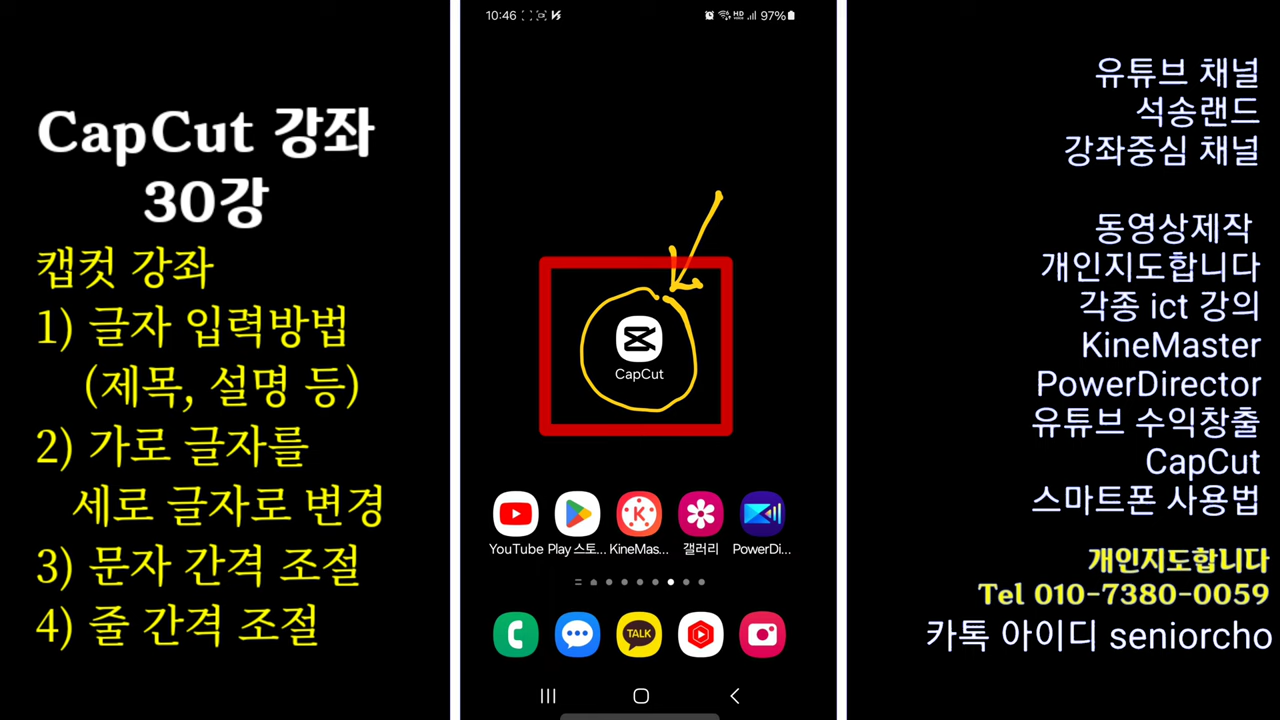 CapCut 강좌
30강
캡컷 강좌
1) 글자 입력방법
(제목, 설명 등)
2) 가로 글자를
세로 글자로 변경
3) 문자 간격 조절
4) 줄 간격 조절
10:46
HD
97%
CapCut
YouTube
Play 스토...
KineMas...
갤러리
PowerDi...
TALK
유튜브 채널
석송랜드
강좌중심 채널
동영상제작
개인지도합니다
각종 ict 강의
KineMaster
PowerDirector
유튜브 수익창출
CapCut
스마트폰 사용법
개인지도합니다
Tel 010-7380-0059
카톡 아이디 seniorcho